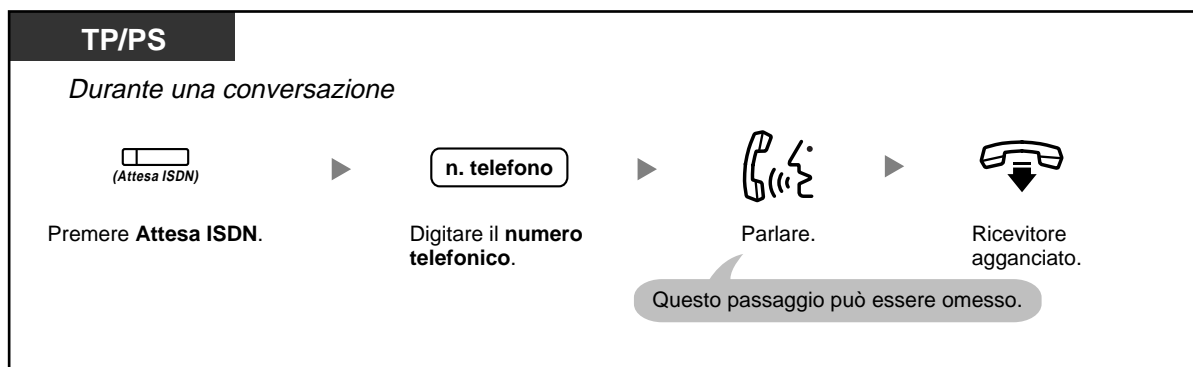 TP/PS
Durante una conversazione
(Attesa ISDN)
n. telefono
Premere Attesa ISDN.
Digitare il numero
telefonico.
Parlare.
Ricevitore
agganciato.
Questo passaggio può essere omesso.